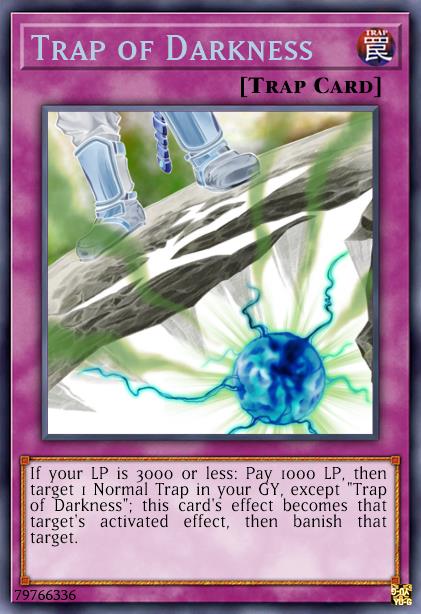 Trap of Darkness
TRAP
罠
[Trap Card]
If your LP is 3000 or less: Pay 1000 LP, then
target 1 Normal Trap in your GY, except "Trap
of Darkness"; this card's effect becomes that
target's activated effect, then banish that
target.
79766336